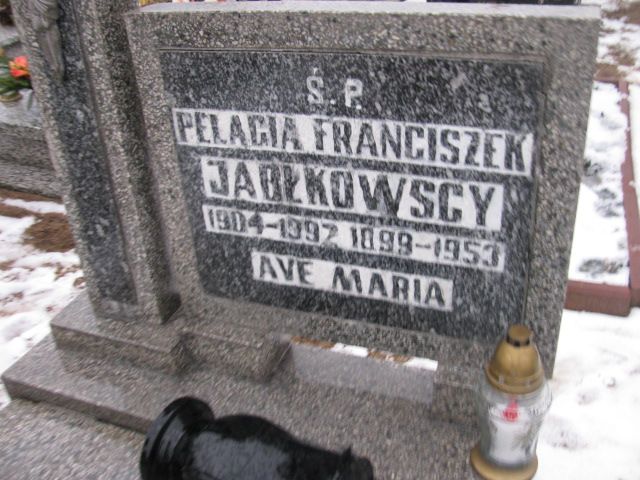 Ś. P.
PELAGIA FRANCISZEK
JABŁKOWSCY
1904-1992 1899-1953
AVE MARIA